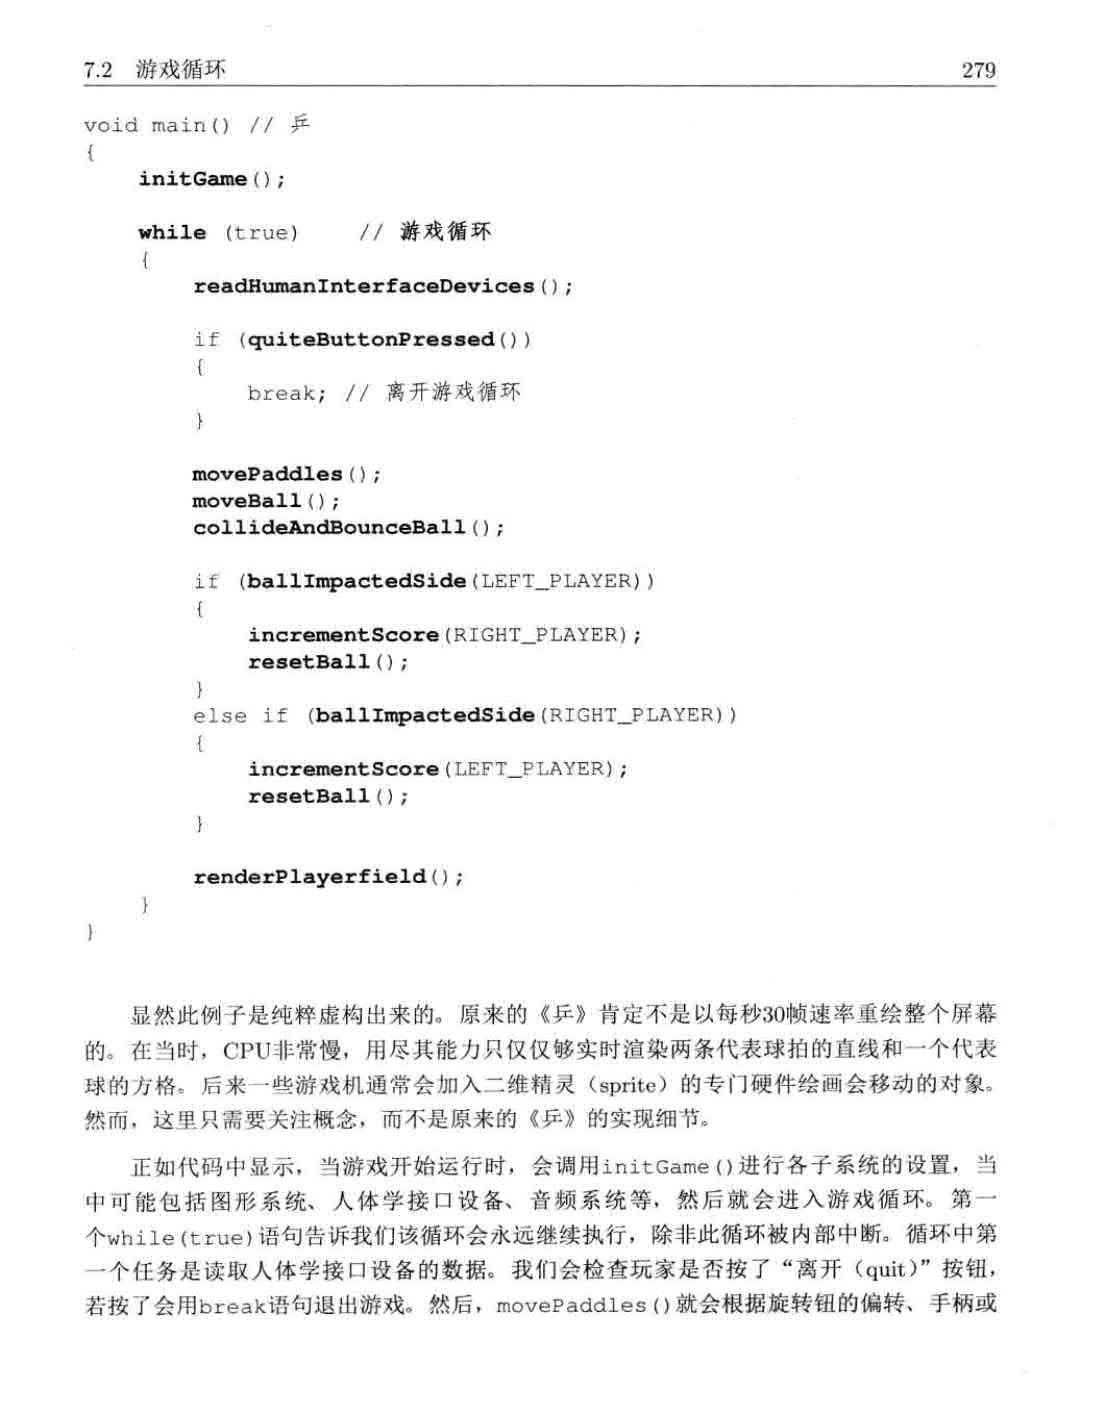 7.2 游戏循环 279
void main() // 乒
{
initGame();
while (true) // 游戏循环
{
readHumanInterfaceDevices();
if (quiteButtonPressed())
{
break; // 离开游戏循环
}
movePaddles();
moveBall();
collideAndBounceBall();
if (ballImpactedSide(LEFT_PLAYER))
{
incrementScore(RIGHT_PLAYER);
resetBall();
}
else if (ballImpactedSide(RIGHT_PLAYER))
{
incrementScore(LEFT_PLAYER);
resetBall();
}
renderPlayerfield();
}
}
显然此例子是纯粹虚构出来的。原来的《乒》肯定不是以每秒30帧速率重绘整个屏幕
的。在当时，CPU非常慢，用尽其能力只仅仅够实时渲染两条代表球拍的直线和一个代表
球的方格。后来一些游戏机通常会加入二维精灵（sprite）的专门硬件绘画会移动的对象。
然而，这里只需要关注概念，而不是原来的《乒》的实现细节。
正如代码中显示，当游戏开始运行时，会调用initGame()进行各子系统的设置，当
中可能包括图形系统、人体学接口设备、音频系统等，然后就会进入游戏循环。第一
个while(true)语句告诉我们该循环会永远继续执行，除非此循环被内部中断。循环中第
一个任务是读取人体学接口设备的数据。我们会检查玩家是否按了“离开（quit）”按钮，
若按了会用break语句退出游戏。然后，movePaddles()就会根据旋转钮的偏转、手柄或